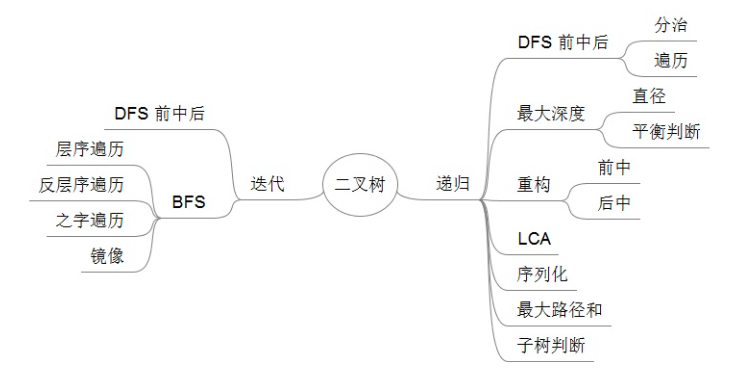 二叉树
迭代
DFS 前中后
BFS
层序遍历
反层序遍历
之字遍历
镜像
递归
DFS 前中后
分治
遍历
最大深度
直径
平衡判断
重构
前中
后中
LCA
序列化
最大路径和
子树判断